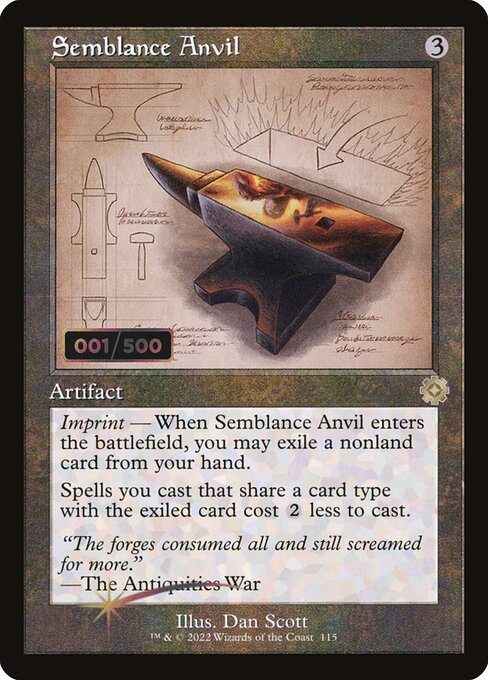 Semblance Anvil
3
001/500
Artifact
Imprint — When Semblance Anvil enters
the battlefield, you may exile a nonland
card from your hand.
Spells you cast that share a card type
with the exiled card cost 2 less to cast.
“The forges consumed all and still screamed
for more.”
—The Antiquities War
Illus. Dan Scott
™ & © 2022 Wizards of the Coast 115